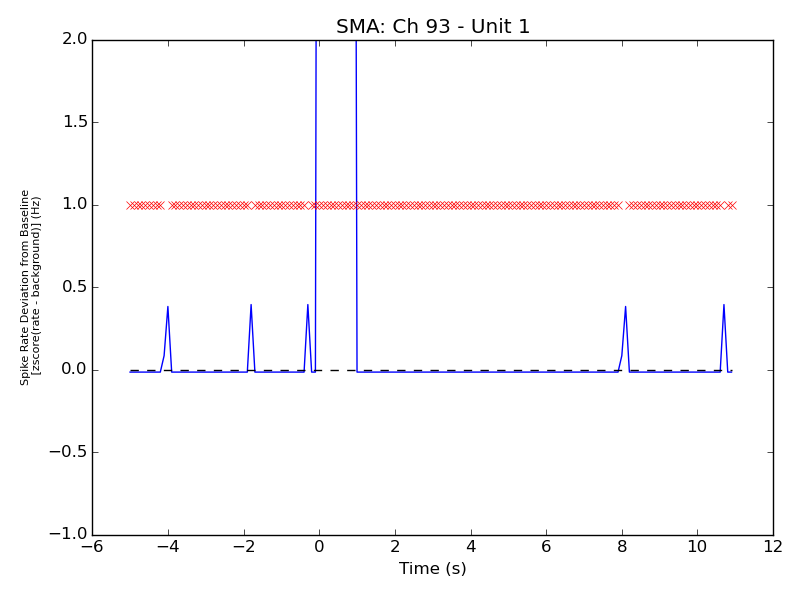 SMA: Ch 93 - Unit 1
2.0
1.5
1.0
0.5
0.0
−0.5
−1.0
Spike Rate Deviation from Baseline
[zscore(rate - background)] (Hz)
−6 −4 −2 0 2 4 6 8 10 12
Time (s)